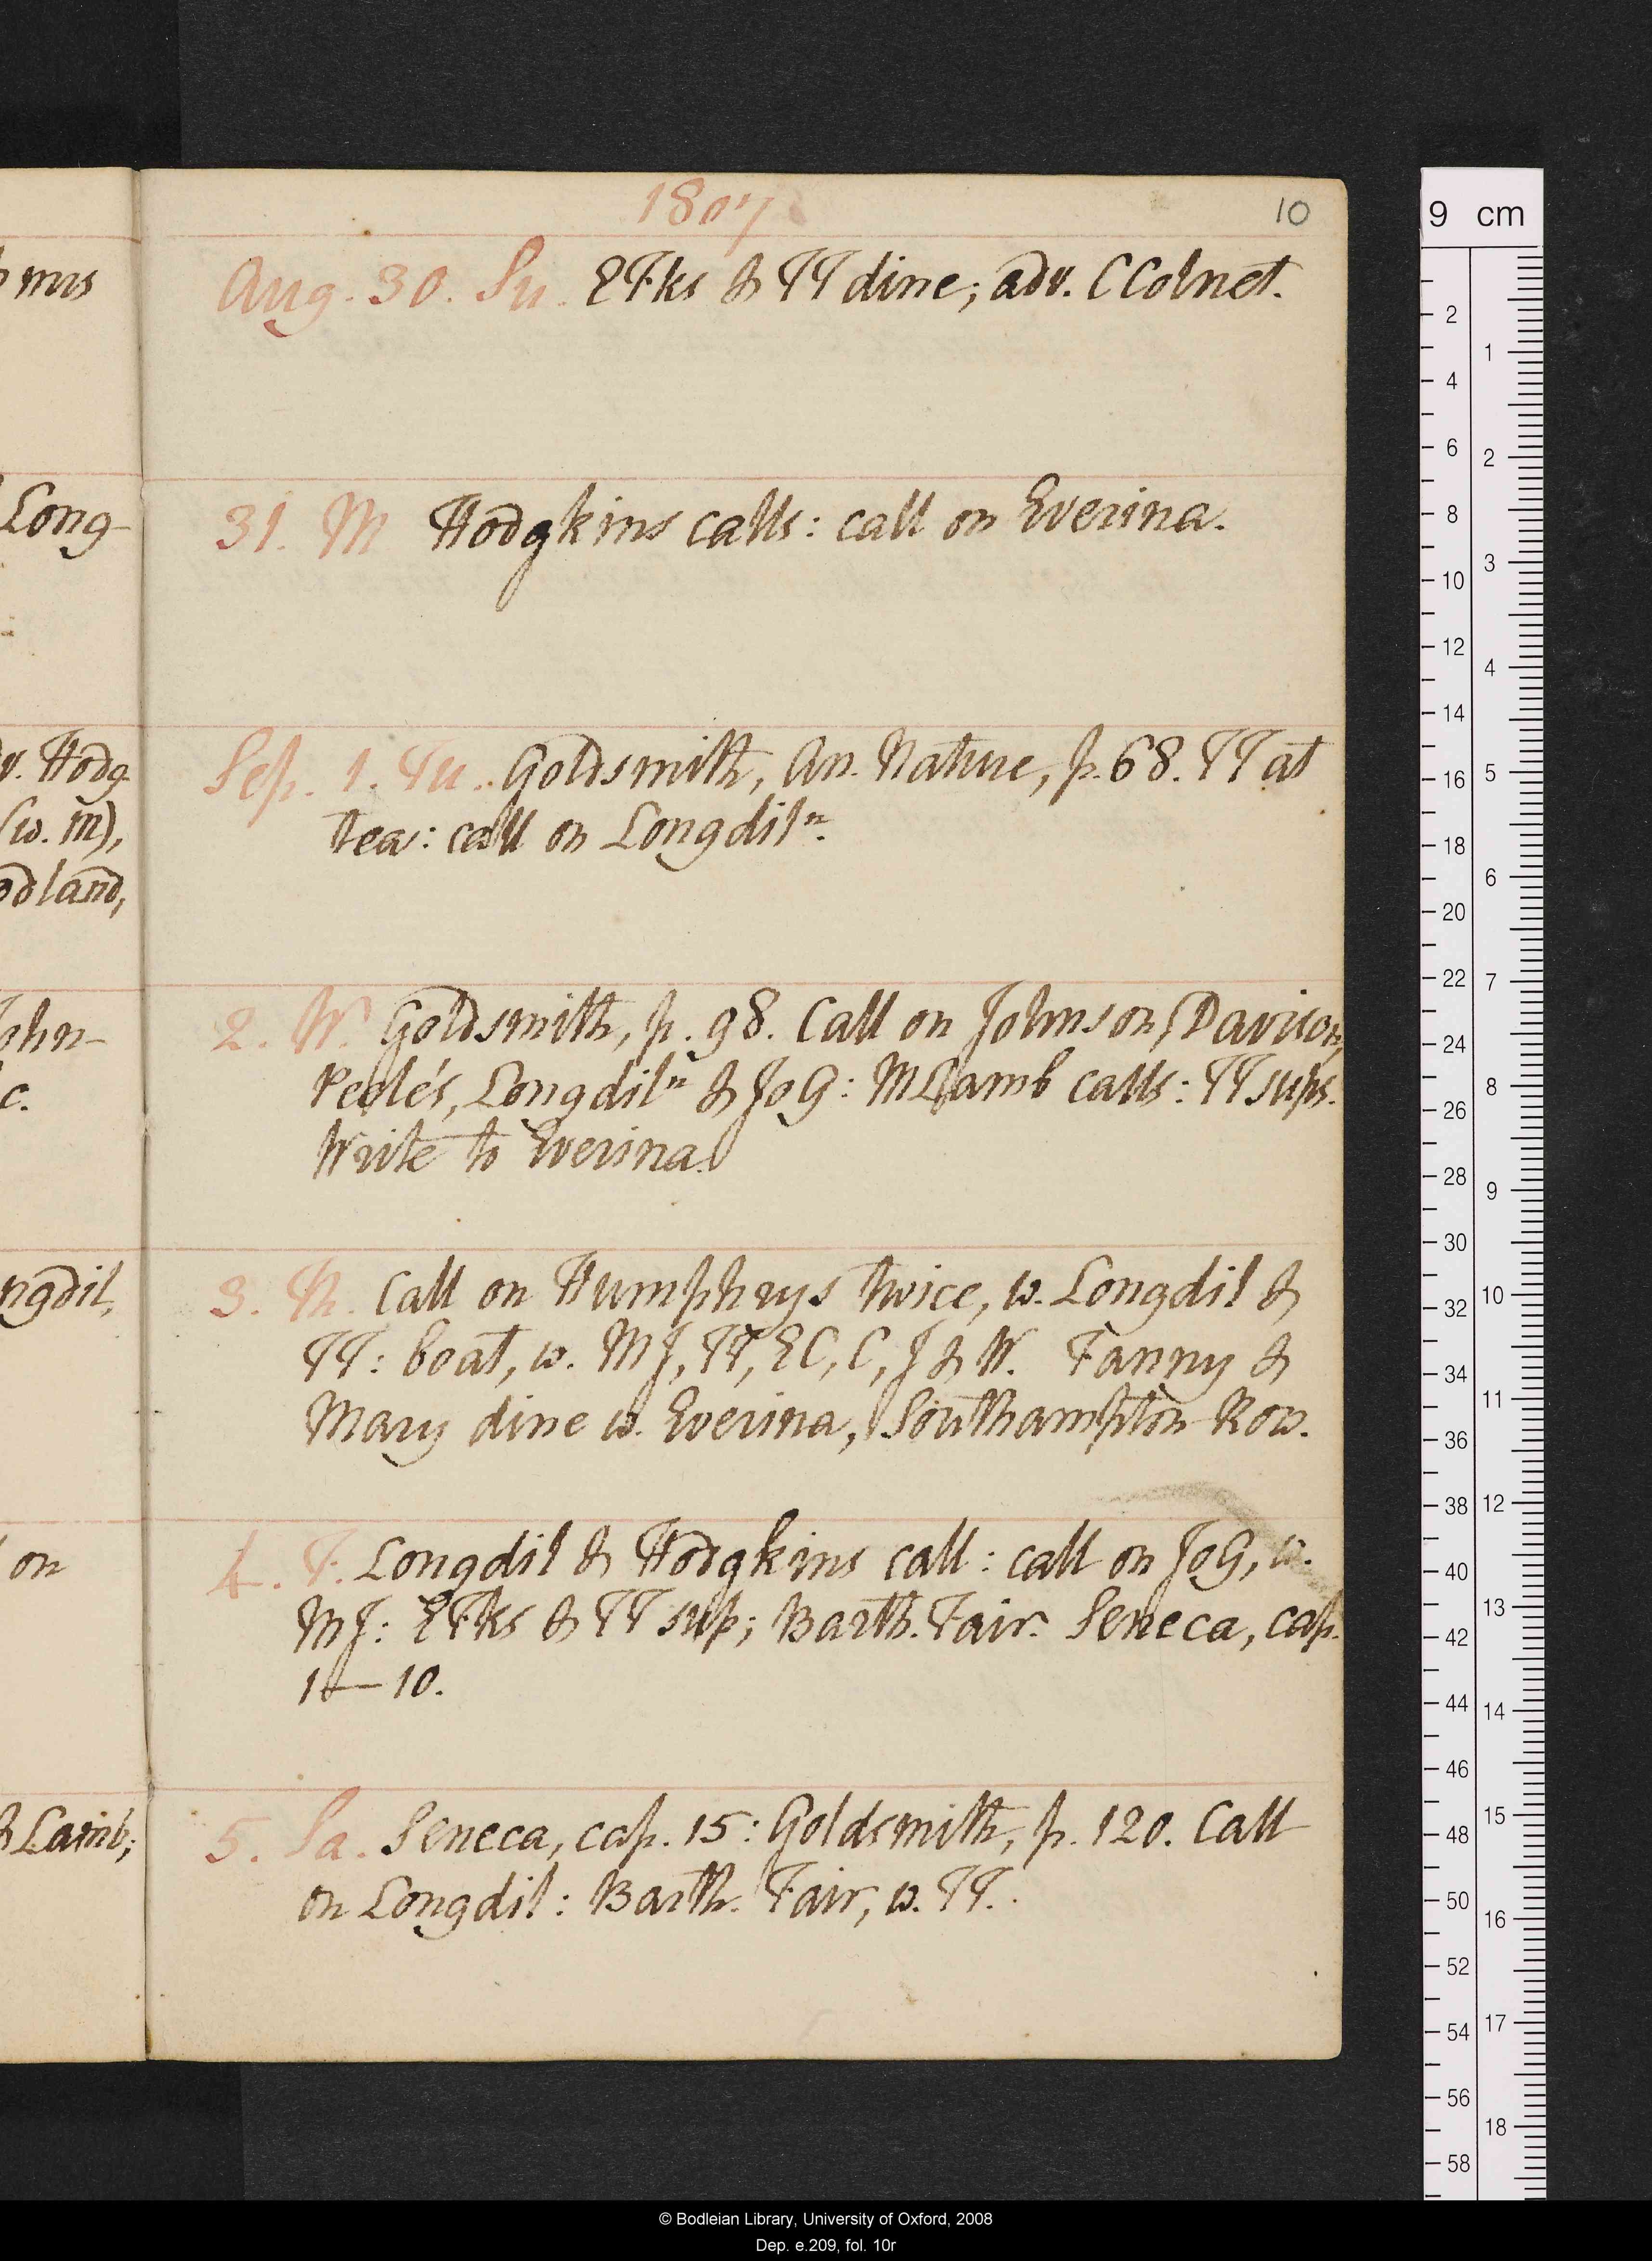 1807
10
Aug. 30. Su. EFks & TT dine; adv. C Colnet.
31. M Hodgkins calls: call on Everina.
Sep. 1. Tu. Goldsmith, An. Nature, p. 68. TT at
tea: call on Longdilⁿ.
2. W. Goldsmith, p. 98. Call on Johnson, Davison,
Peele's, Longdilⁿ & JoG: MLamb calls: TT sups.
Write to Everina.
3. Th. Call on Humphrys twice, w. Longdil &
TT: boat, w. MJ, TT, EC, C, J & W. Fanny &
Mary dine w. Everina, Southampton Row.
4. F. Longdil & Hodgkins call: call on JoG, w.
MJ: EFks & TT sup; Barth. Fair. Seneca, cap.
1—10.
5. Sa. Seneca, cap. 15: Goldsmith, p. 120. Call
on Longdil: Barth. Fair, w. TT.
mus
Long-
v. Hodg
(w. m),
odland,
John-
c.
ngdil,
on
& Lamb;
9 cm
2
4
6
8
10
12
14
16
18
20
22
24
26
28
30
32
34
36
38
40
42
44
46
48
50
52
54
56
58
1
2
3
4
5
6
7
8
9
10
11
12
13
14
15
16
17
18
© Bodleian Library, University of Oxford, 2008
Dep. e.209, fol. 10r